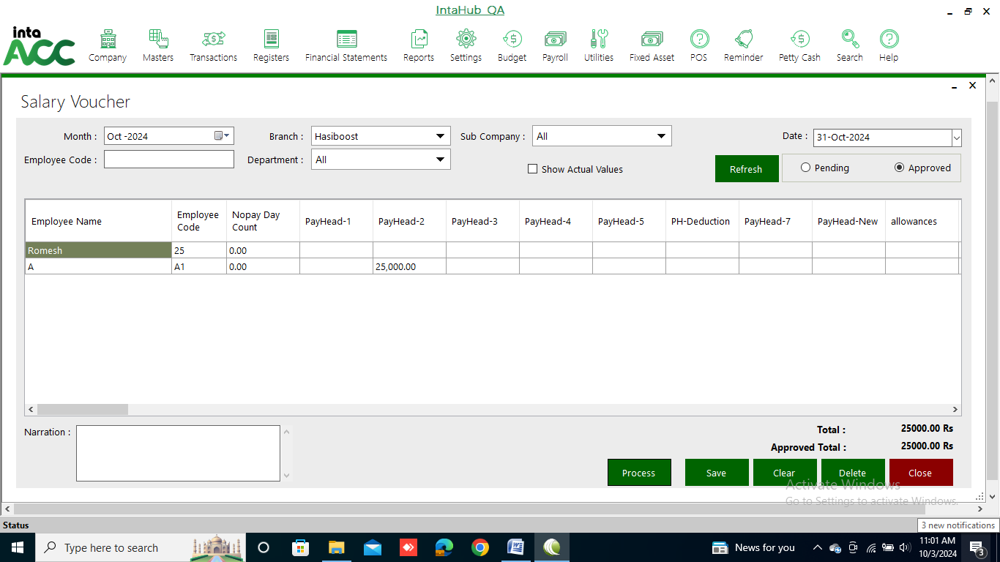 IntaHub_QA
inta
ACC
Company Masters Transactions Registers Financial Statements Reports Settings Budget Payroll Utilities Fixed Asset POS Reminder Petty Cash Search Help
Salary Voucher
Month : Oct -2024 Branch : Hasiboost Sub Company : All Date : 31-Oct-2024
Employee Code : Department : All
Show Actual Values Refresh Pending Approved
Employee Name Employee Code Nopay Day Count PayHead-1 PayHead-2 PayHead-3 PayHead-4 PayHead-5 PH-Deduction PayHead-7 PayHead-New allowances
Romesh 25 0.00
A A1 0.00 25,000.00
Narration : Total : 25000.00 Rs
Approved Total : 25000.00 Rs
Process Save Clear Delete Close
Activate Windows
Go to Settings to activate Windows.
Status
3 new notifications
Type here to search News for you 11:01 AM
10/3/2024
3